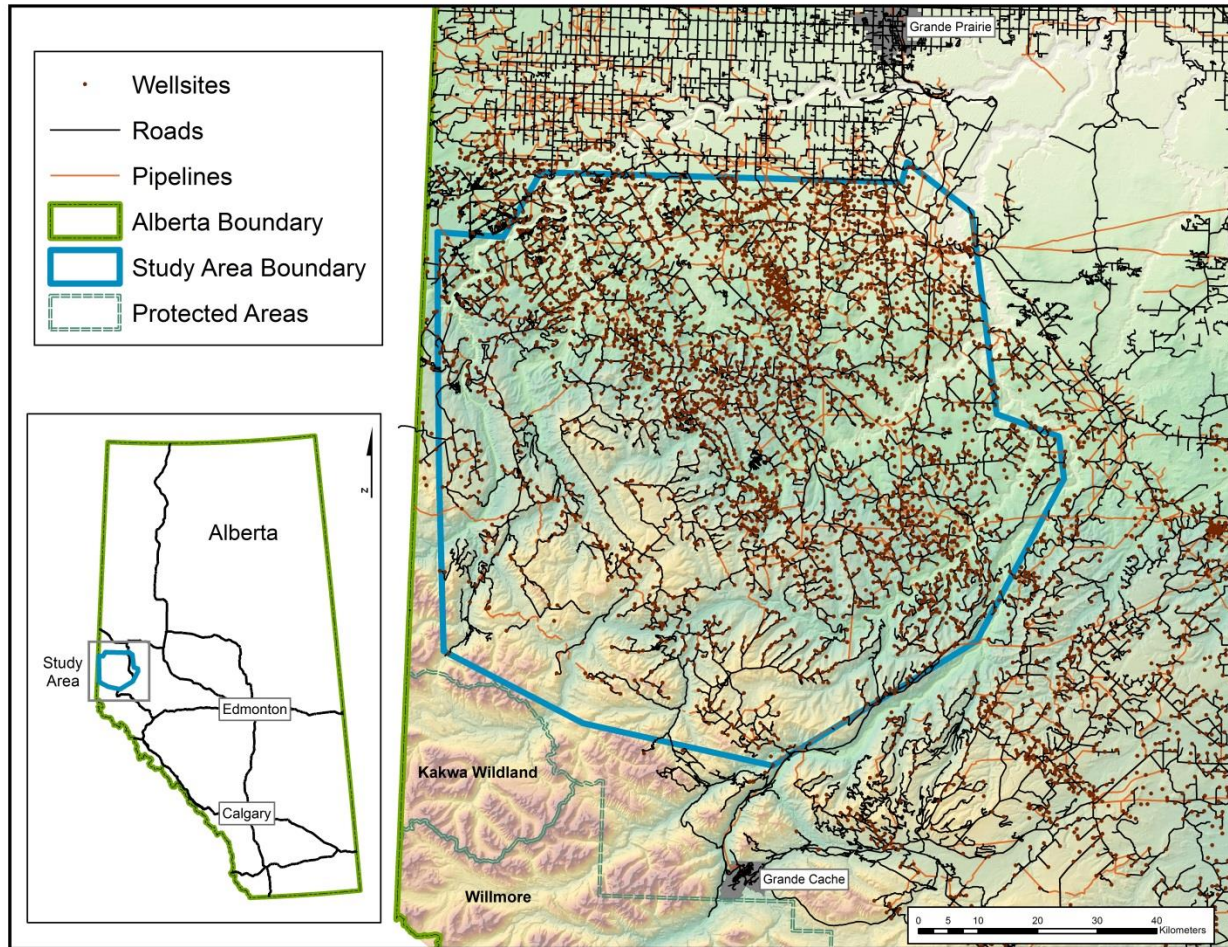 Wellsites
Roads
Pipelines
Alberta Boundary
Study Area Boundary
Protected Areas
N
Alberta
Study
Area
Edmonton
Calgary
Grande Prairie
Kakwa Wildland
Willmore
Grande Cache
0 5 10 20 30 40
Kilometers